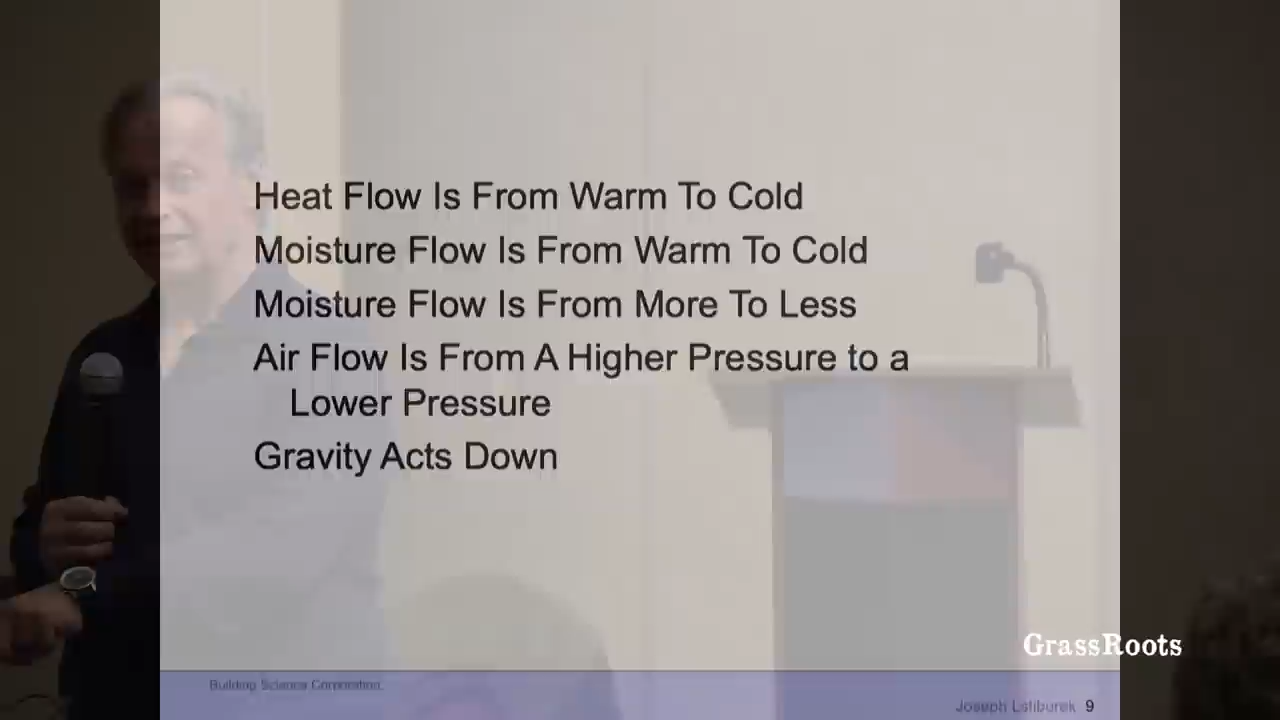 Heat Flow Is From Warm To Cold
Moisture Flow Is From Warm To Cold
Moisture Flow Is From More To Less
Air Flow Is From A Higher Pressure to a
Lower Pressure
Gravity Acts Down
GrassRoots
Building Science Corporation
Joseph Lstiburek 9